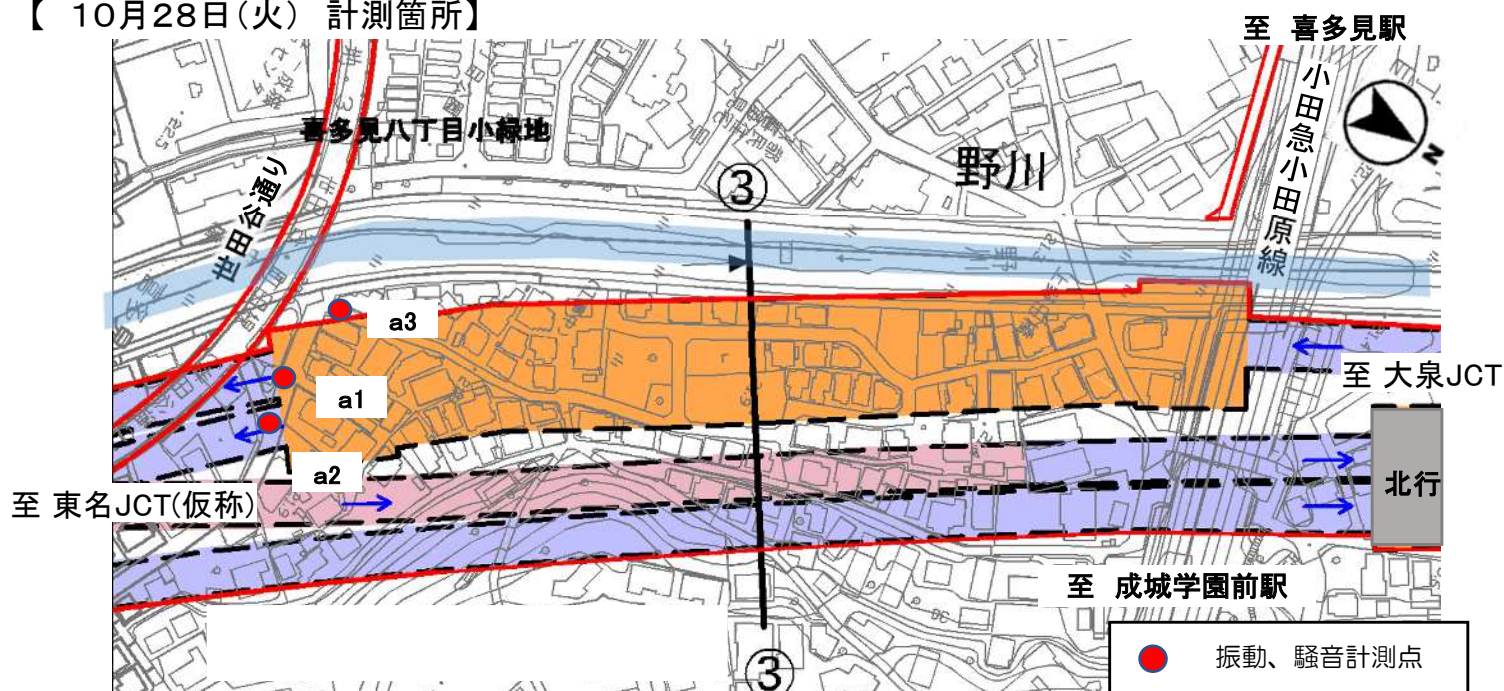 【 10月28日(火) 計測箇所】
至 喜多見駅
小田急小田原線
N
喜多見八丁目小緑地
世田谷通り
野川
③
a3
a1
a2
至 大泉JCT
至 東名JCT(仮称)
北行
至 成城学園前駅
③
振動、騒音計測点